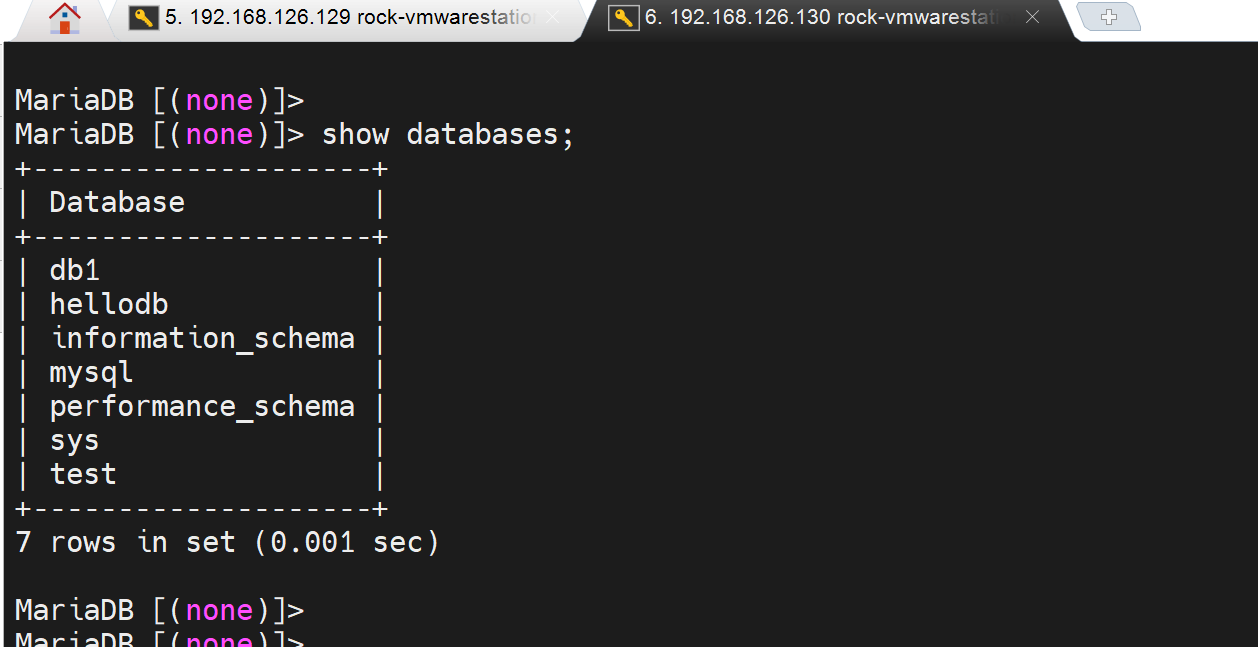 5. 192.168.126.129 rock-vmwarestatio
6. 192.168.126.130 rock-vmwarestati
MariaDB [(none)]>
MariaDB [(none)]> show databases;
+--------------------+
| Database           |
+--------------------+
| db1                |
| hellodb            |
| information_schema |
| mysql              |
| performance_schema |
| sys                |
| test               |
+--------------------+
7 rows in set (0.001 sec)
MariaDB [(none)]>
MariaDB [(none)]>